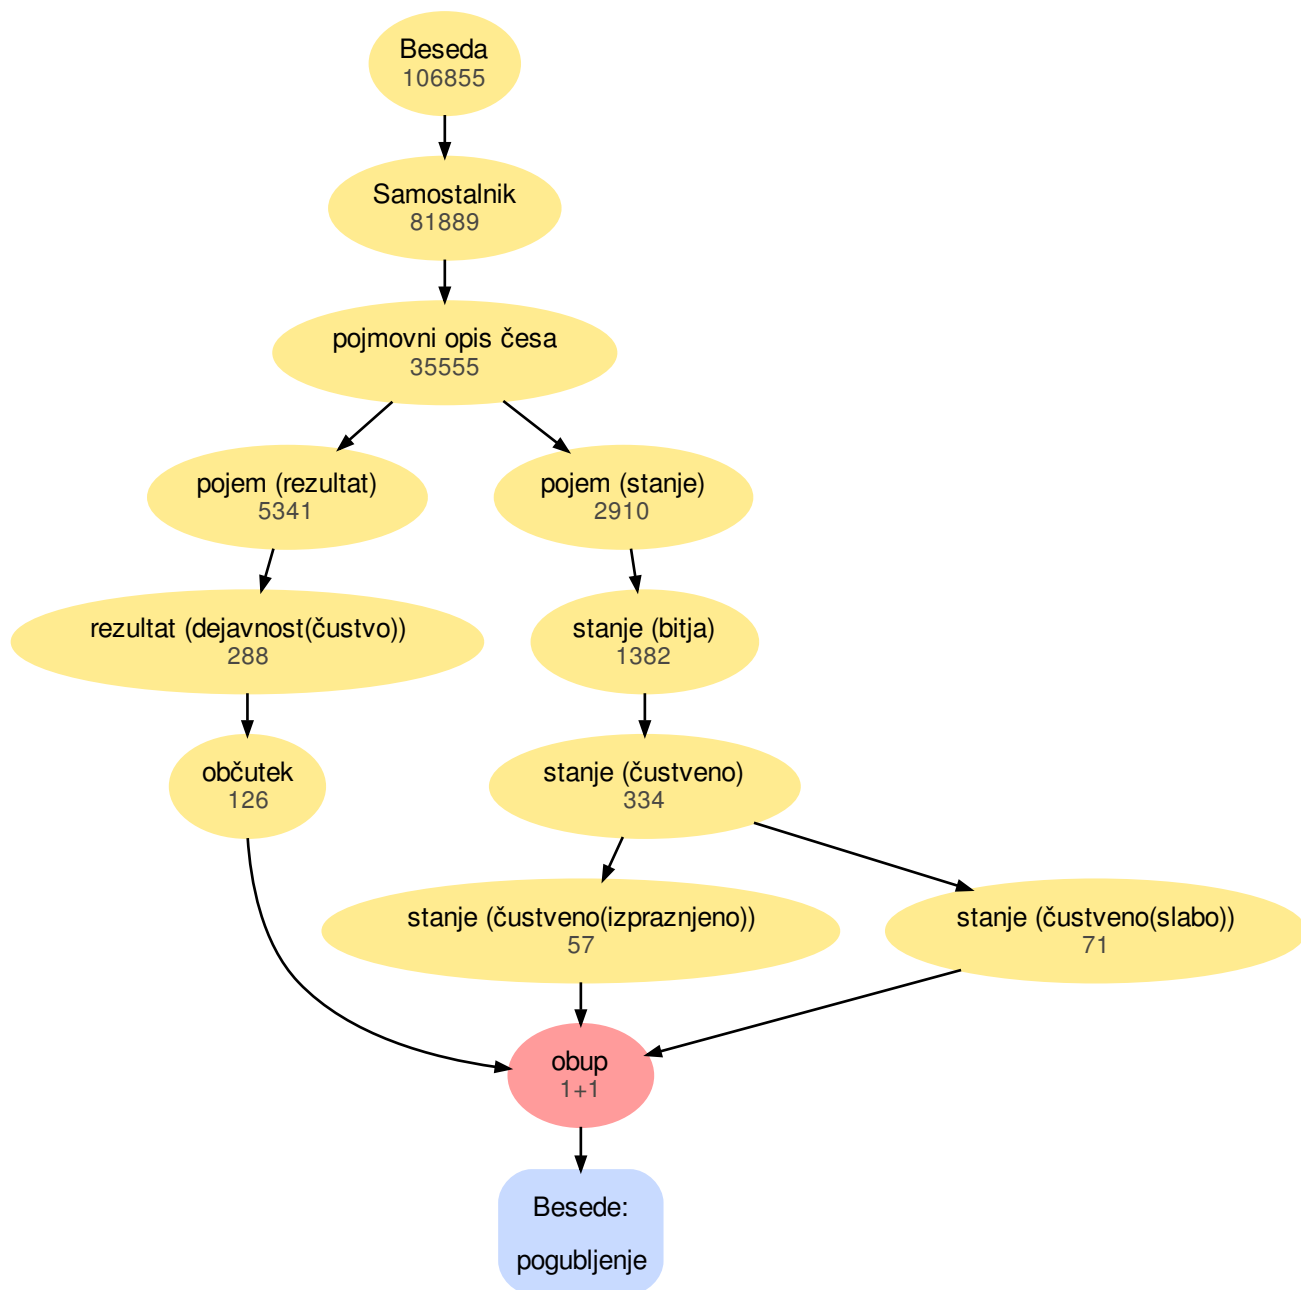 Beseda
106855
Samostalnik
81889
pojmovni opis česa
35555
pojem (rezultat)
5341
pojem (stanje)
2910
rezultat (dejavnost(čustvo))
288
stanje (bitja)
1382
občutek
126
stanje (čustveno)
334
stanje (čustveno(izpraznjeno))
57
stanje (čustveno(slabo))
71
obup
1+1
Besede:
pogubljenje